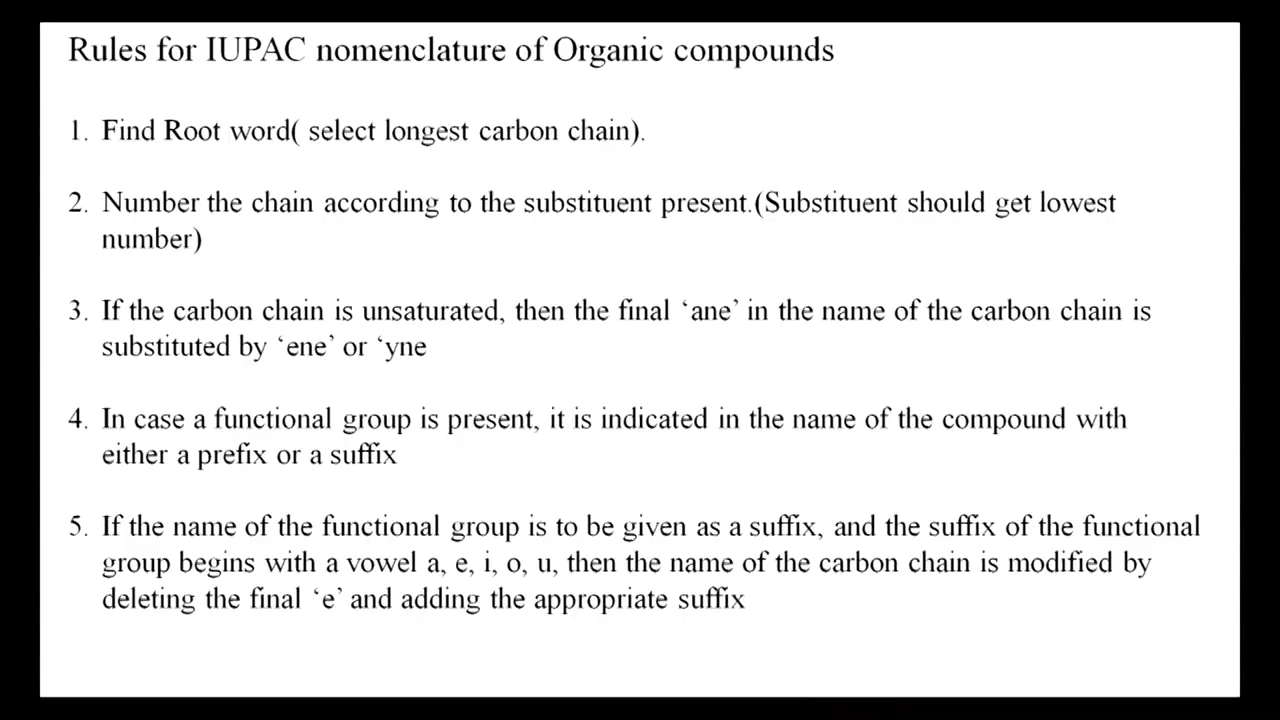 Rules for IUPAC nomenclature of Organic compounds
1. Find Root word( select longest carbon chain).
2. Number the chain according to the substituent present.(Substituent should get lowest
number)
3. If the carbon chain is unsaturated, then the final ‘ane’ in the name of the carbon chain is
substituted by ‘ene’ or ‘yne
4. In case a functional group is present, it is indicated in the name of the compound with
either a prefix or a suffix
5. If the name of the functional group is to be given as a suffix, and the suffix of the functional
group begins with a vowel a, e, i, o, u, then the name of the carbon chain is modified by
deleting the final ‘e’ and adding the appropriate suffix